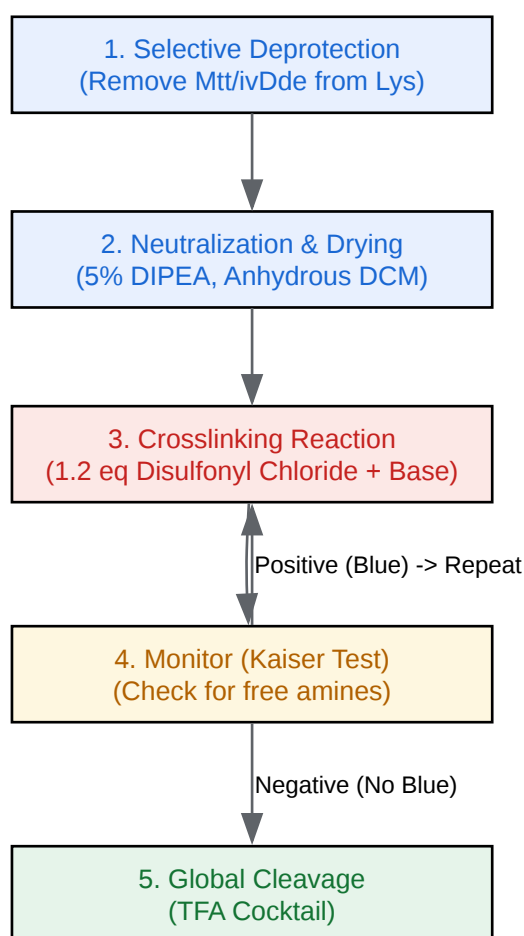 1. Selective Deprotection
(Remove Mtt/ivDde from Lys)
2. Neutralization & Drying
(5% DIPEA, Anhydrous DCM)
3. Crosslinking Reaction
(1.2 eq Disulfonyl Chloride + Base)
Positive (Blue) -> Repeat
4. Monitor (Kaiser Test)
(Check for free amines)
Negative (No Blue)
5. Global Cleavage
(TFA Cocktail)